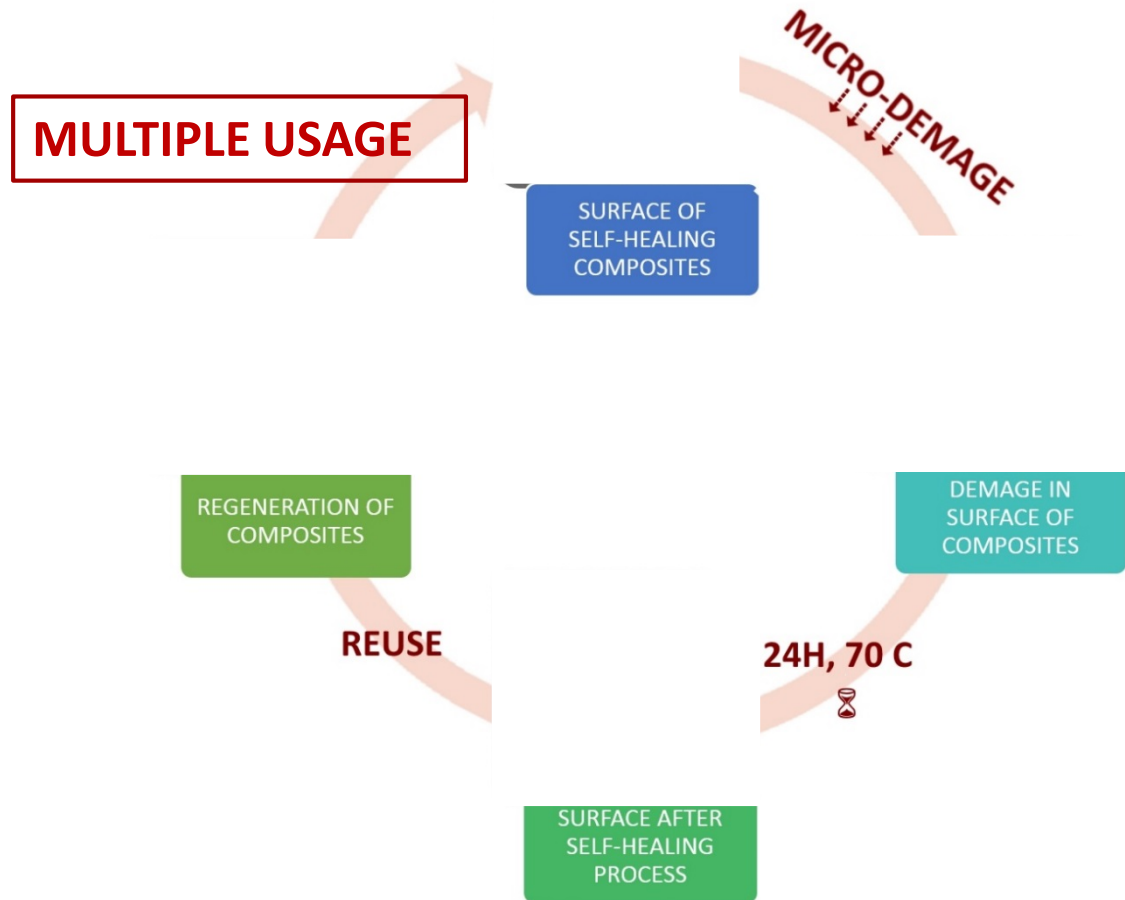 MICRO-DEMAGE
MULTIPLE USAGE
SURFACE OF
SELF-HEALING
COMPOSITES
REGENERATION OF
COMPOSITES
DEMAGE IN
SURFACE OF
COMPOSITES
REUSE
24H, 70 C
SURFACE AFTER
SELF-HEALING
PROCESS